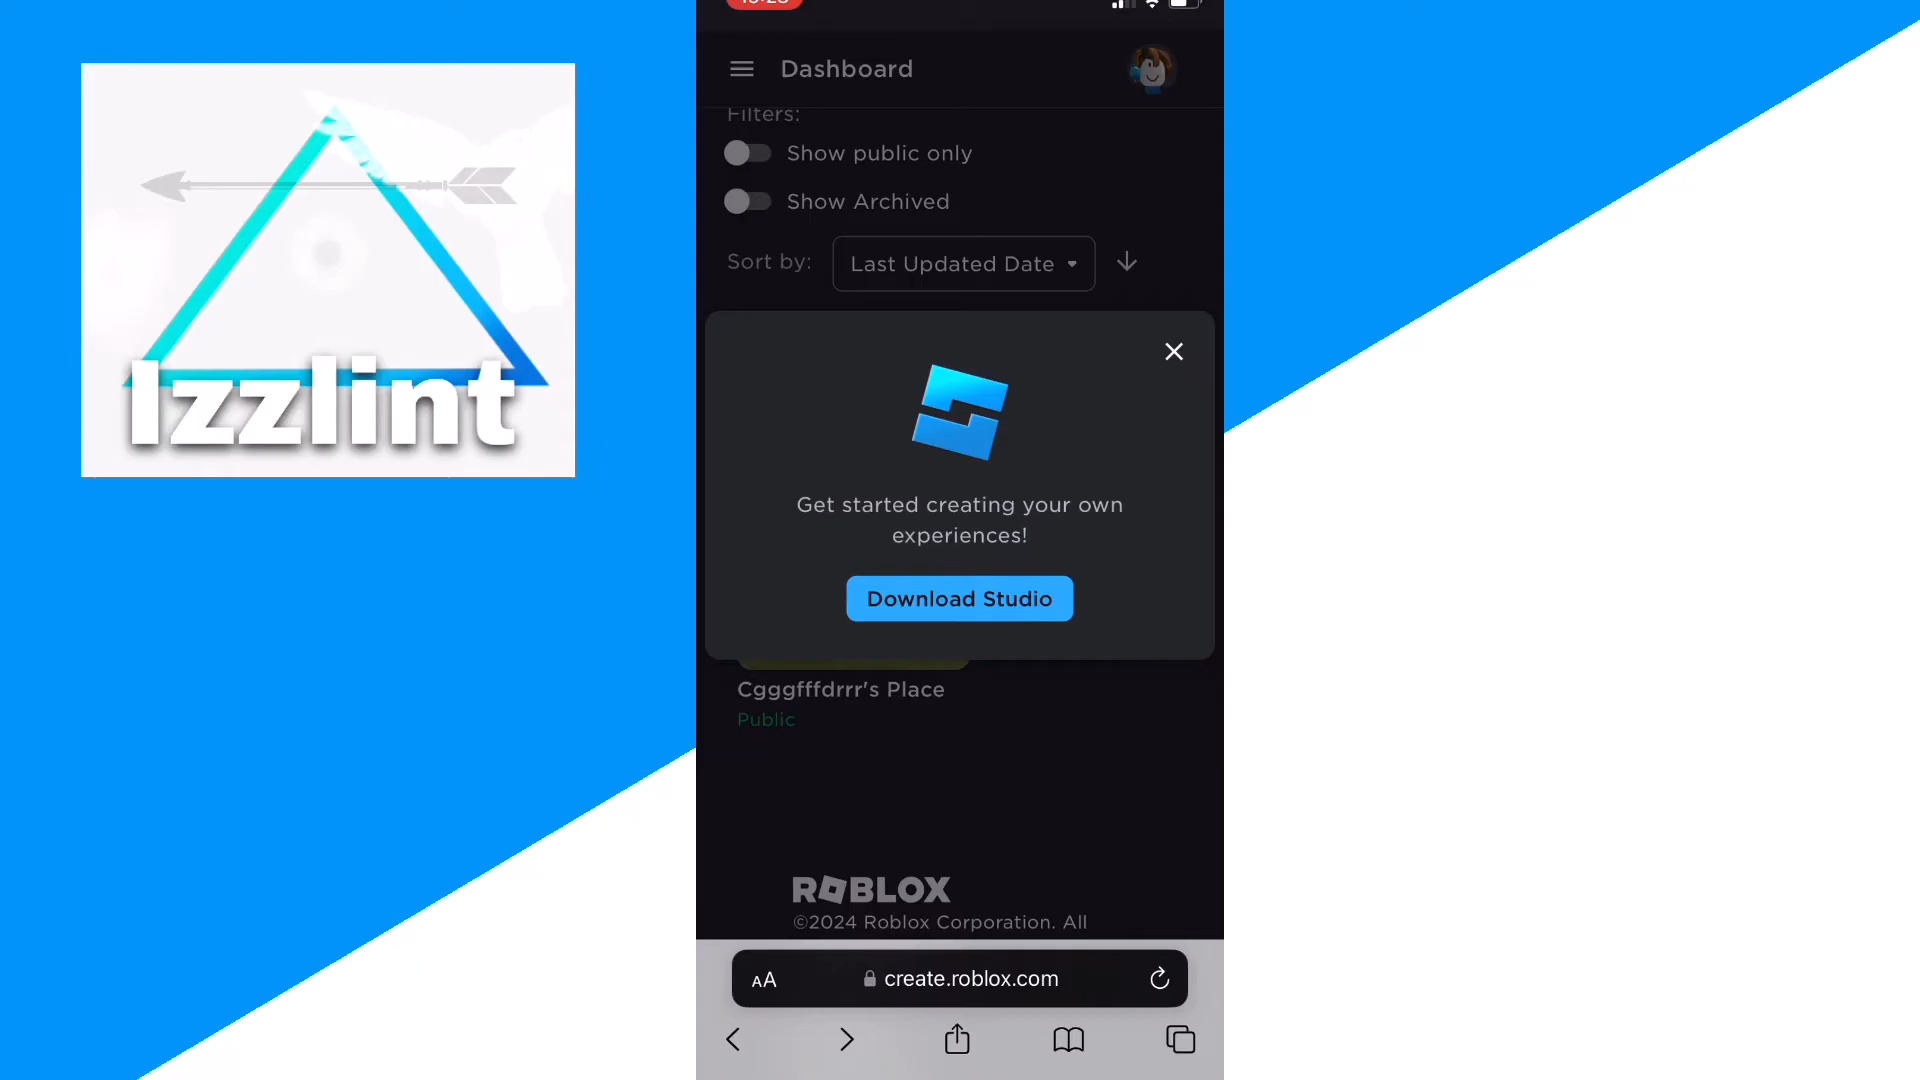 Izzlint
Dashboard
Filters:
Show public only
Show Archived
Sort by:
Last Updated Date
Get started creating your own
experiences!
Download Studio
Cgggfffdrrr's Place
Public
ROBLOX
©2024 Roblox Corporation. All
AA
create.roblox.com